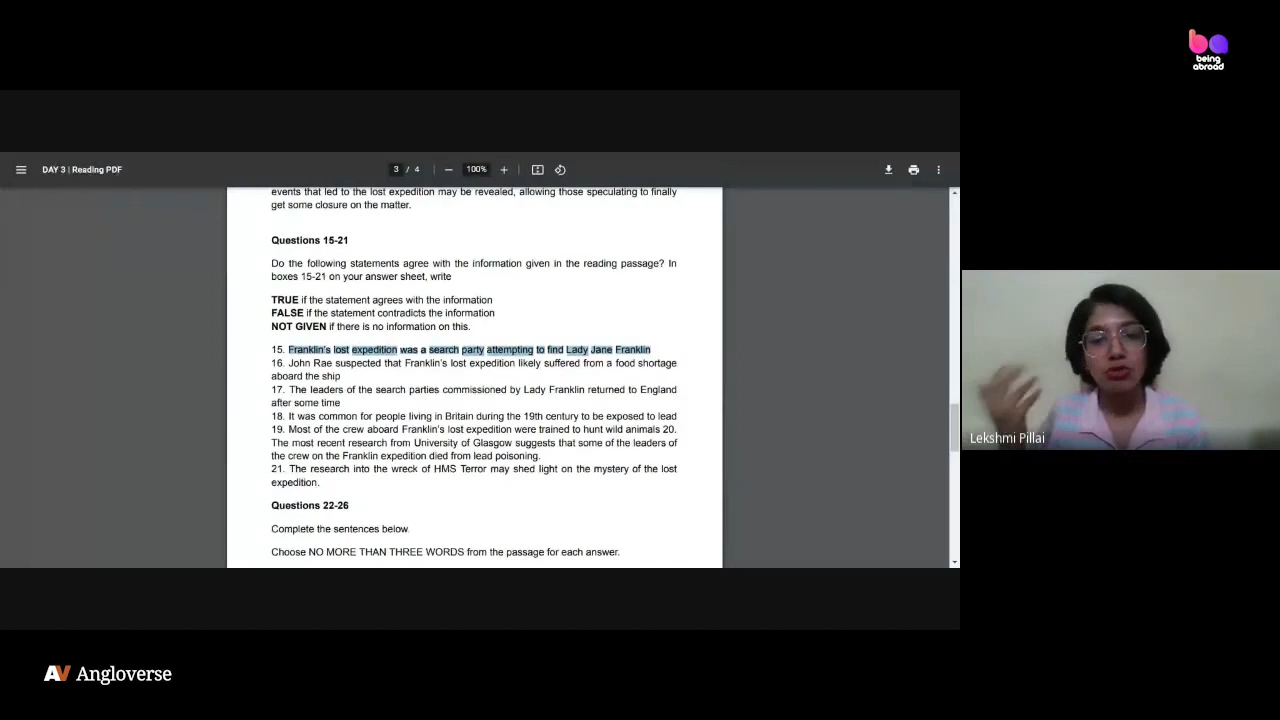 being
abroad
DAY 3 | Reading PDF
3 / 4
100%
events that led to the lost expedition may be revealed, allowing those speculating to finally
get some closure on the matter.
Questions 15-21
Do the following statements agree with the information given in the reading passage? In
boxes 15-21 on your answer sheet, write
TRUE if the statement agrees with the information
FALSE if the statement contradicts the information
NOT GIVEN if there is no information on this.
15. Franklin's lost expedition was a search party attempting to find Lady Jane Franklin
16. John Rae suspected that Franklin's lost expedition likely suffered from a food shortage
aboard the ship
17. The leaders of the search parties commissioned by Lady Franklin returned to England
after some time
18. It was common for people living in Britain during the 19th century to be exposed to lead
19. Most of the crew aboard Franklin's lost expedition were trained to hunt wild animals 20.
The most recent research from University of Glasgow suggests that some of the leaders of
the crew on the Franklin expedition died from lead poisoning.
21. The research into the wreck of HMS Terror may shed light on the mystery of the lost
expedition.
Questions 22-26
Complete the sentences below.
Choose NO MORE THAN THREE WORDS from the passage for each answer.
Lekshmi Pillai
AV Angloverse